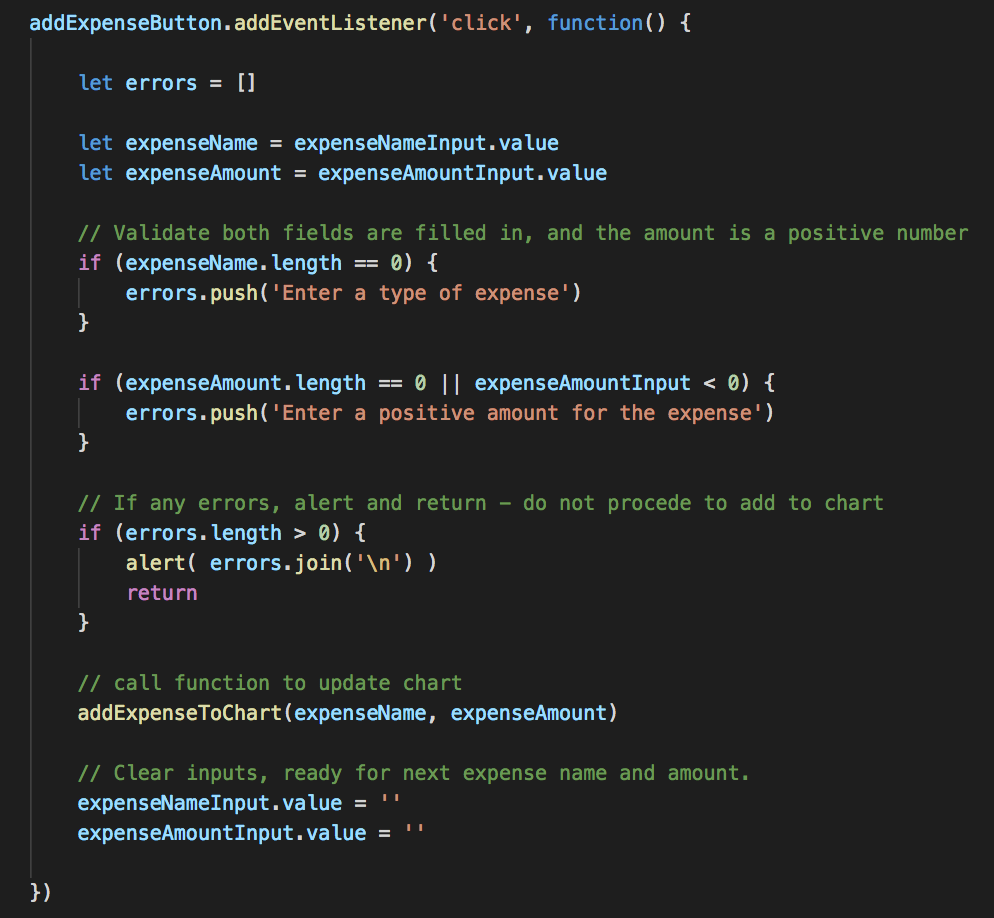 addExpenseButton.addEventListener('click', function() {
let errors = []
let expenseName = expenseNameInput.value
let expenseAmount = expenseAmountInput.value
// Validate both fields are filled in, and the amount is a positive number
if (expenseName.length == 0) {
errors.push('Enter a type of expense')
}
if (expenseAmount.length == 0 || expenseAmountInput < 0) {
errors.push('Enter a positive amount for the expense')
}
// If any errors, alert and return – do not procede to add to chart
if (errors.length > 0) {
alert( errors.join('\n') )
return
}
// call function to update chart
addExpenseToChart(expenseName, expenseAmount)
// Clear inputs, ready for next expense name and amount.
expenseNameInput.value = ''
expenseAmountInput.value = ''
})